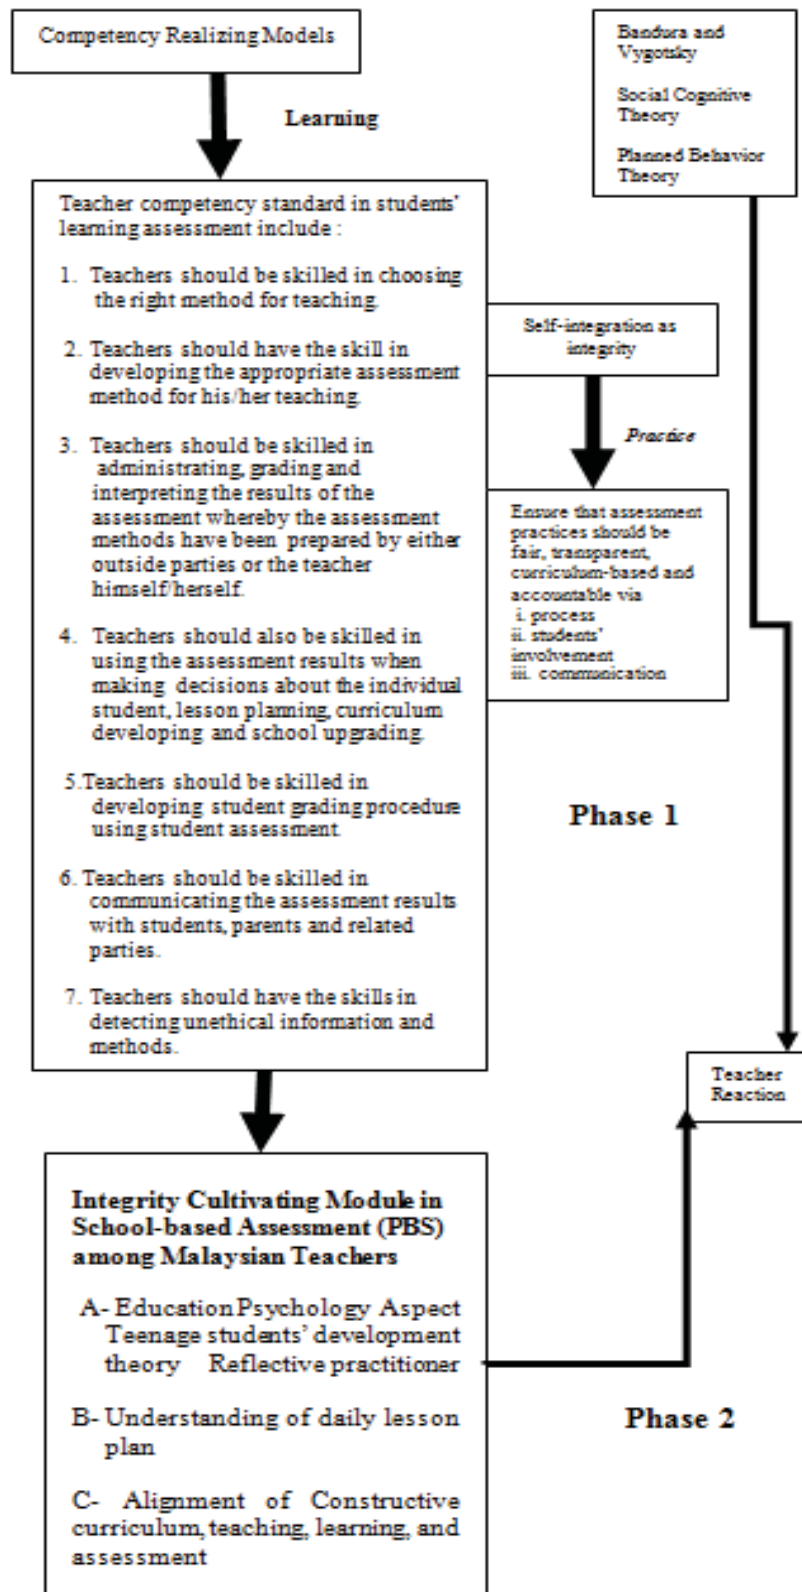 Competency Realizing Models
Learning
Bandura and
Vygotsky
Social Cognitive
Theory
Planned Behavior
Theory
Teacher competency standard in students'
learning assessment include :
1. Teachers should be skilled in choosing
the right method for teaching.
2. Teachers should have the skill in
developing the appropriate assessment
method for his/her teaching.
3. Teachers should be skilled in
administrating, grading and
interpreting the results of the
assessment whereby the assessment
methods have been prepared by either
outside parties or the teacher
himself/herself.
4. Teachers should also be skilled in
using the assessment results when
making decisions about the individual
student, lesson planning, curriculum
developing and school upgrading.
5.Teachers should be skilled in
developing student grading procedure
using student assessment.
6. Teachers should be skilled in
communicating the assessment results
with students, parents and related
parties.
7. Teachers should have the skills in
detecting unethical information and
methods.
Self-integration as
integrity
Practice
Ensure that assessment
practices should be
fair, transparent,
curriculum-based and
accountable via
i. process
ii. students'
involvement
iii. communication
Phase 1
Teacher
Reaction
Integrity Cultivating Module in
School-based Assessment (PBS)
among Malaysian Teachers
A- Education Psychology Aspect
Teenage students' development
theory Reflective practitioner
B- Understanding of daily lesson
plan
C- Alignment of Constructive
curriculum, teaching, learning, and
assessment
Phase 2